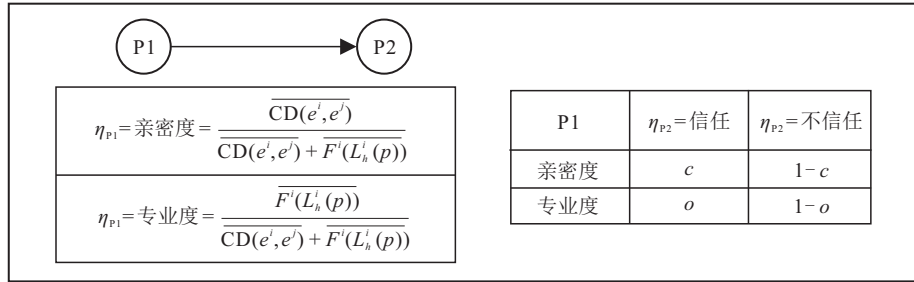 P1 P2
η_P1=亲密度= \overline{CD(e^i,e^j)} / (\overline{CD(e^i,e^j)} + \overline{F^i(L_h^i(p))})
η_P1=专业度= \overline{F^i(L_h^i(p))} / (\overline{CD(e^i,e^j)} + \overline{F^i(L_h^i(p))})
P1 η_P2=信任 η_P2=不信任
亲密度 c 1-c
专业度 o 1-o